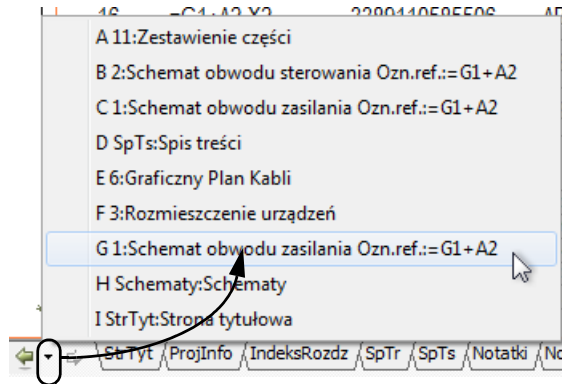 A 11:Zestawienie części
B 2:Schemat obwodu sterowania Ozn.ref.:=G1+A2
C 1:Schemat obwodu zasilania Ozn.ref.:=G1+A2
D SpTs:Spis treści
E 6:Graficzny Plan Kabli
F 3:Rozmieszczenie urządzeń
G 1:Schemat obwodu zasilania Ozn.ref.:=G1+A2
H Schematy:Schematy
I StrTyt:Strona tytułowa
StrTyt ProjInfo IndeksRozdz SpTr SpTs Notatki